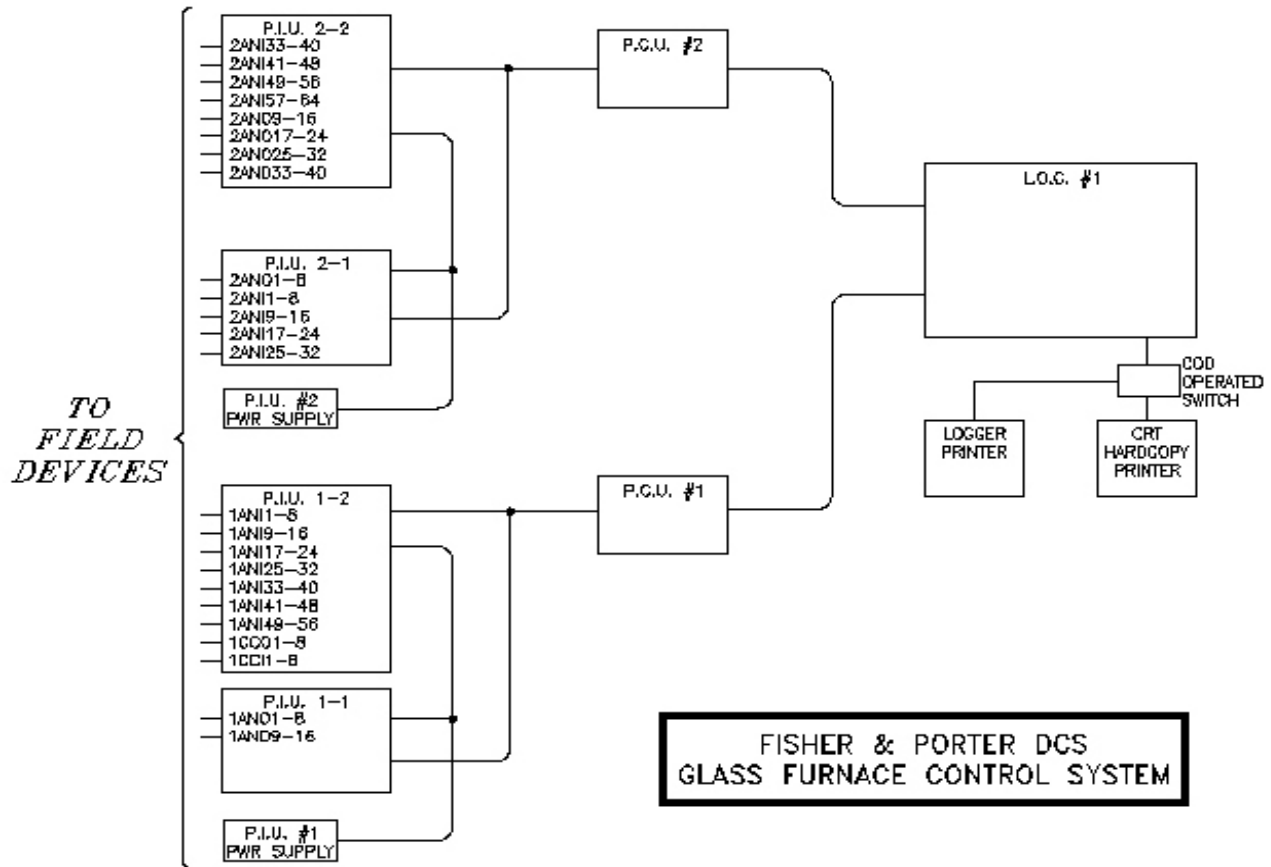 P.I.U. 2-2
2ANI33-40
2ANI41-48
2ANI49-56
2ANI57-64
2ANO9-16
2ANO17-24
2ANO25-32
2ANO33-40
P.I.U. 2-1
2ANO1-8
2ANI1-8
2ANI9-16
2ANI17-24
2ANI25-32
P.I.U. #2
PWR SUPPLY
TO
FIELD
DEVICES
P.I.U. 1-2
1ANI1-8
1ANI9-16
1ANI17-24
1ANI25-32
1ANI33-40
1ANI41-48
1ANI49-56
1CCO1-8
1CCI1-8
P.I.U. 1-1
1ANO1-8
1ANO9-16
P.I.U. #1
PWR SUPPLY
P.C.U. #2
P.C.U. #1
L.O.C. #1
COD
OPERATED
SWITCH
LOGGER
PRINTER
CRT
HARDCOPY
PRINTER
FISHER & PORTER DCS
GLASS FURNACE CONTROL SYSTEM